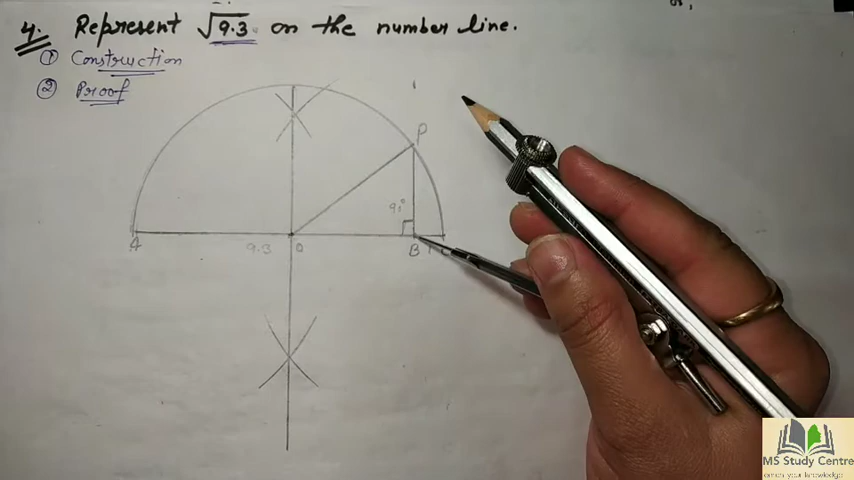 4. Represent √9.3 on the number line.
① Construction
② Proof
P
90°
A 9.3 O B
MS Study Centre